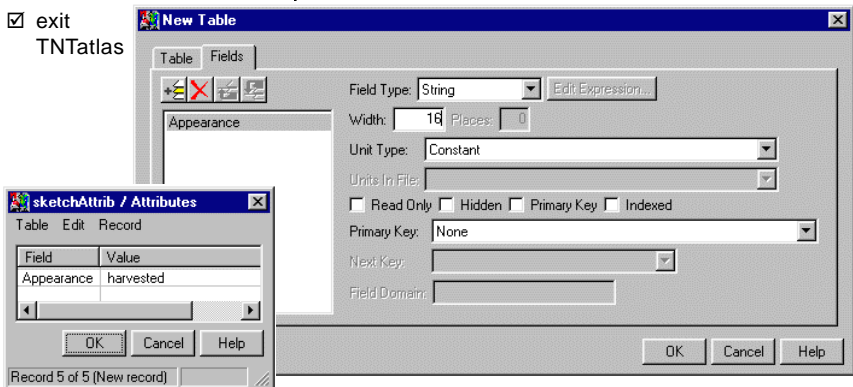 ☑ exit
TNTatlas
New Table
Table Fields
Field Type: String Edit Expression...
Appearance
Width: 16 Places: 0
Unit Type: Constant
Units In File:
Read Only Hidden Primary Key Indexed
Primary Key: None
Next Key:
Field Domain:
OK Cancel Help
sketchAttrib / Attributes
Table Edit Record
Field Value
Appearance harvested
OK Cancel Help
Record 5 of 5 (New record)